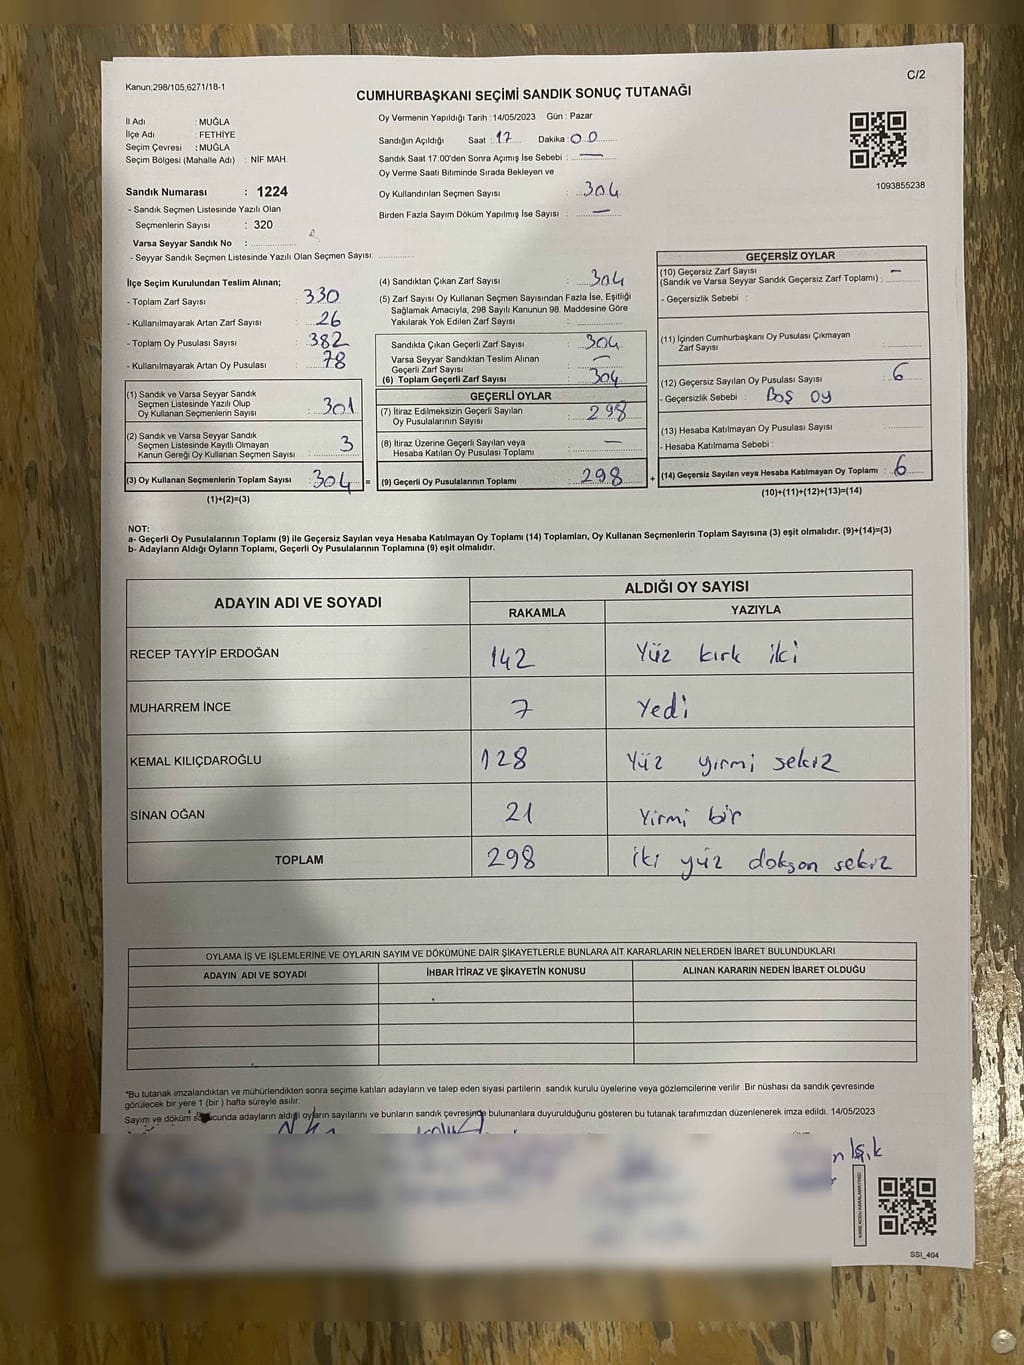 Kanun;298/105,6271/18-1
C/2
CUMHURBAŞKANI SEÇİMİ SANDIK SONUÇ TUTANAĞI
İl Adı : MUĞLA
İlçe Adı : FETHİYE
Seçim Çevresi : MUĞLA
Seçim Bölgesi (Mahalle Adı) : NİF MAH.
Oy Vermenin Yapıldığı Tarih : 14/05/2023 Gün : Pazar
Sandığın Açıldığı Saat : 17 Dakika : 00
Sandık Saat 17:00'den Sonra Açımış İse Sebebi : —
Oy Verme Saati Bitiminde Sırada Bekleyen ve
Oy Kullandırılan Seçmen Sayısı : 304
Birden Fazla Sayım Döküm Yapılmış İse Sayısı : —
1093855238
Sandık Numarası : 1224
- Sandık Seçmen Listesinde Yazılı Olan
Seçmenlerin Sayısı : 320
Varsa Seyyar Sandık No :
- Seyyar Sandık Seçmen Listesinde Yazılı Olan Seçmen Sayısı:
İlçe Seçim Kurulundan Teslim Alınan;
- Toplam Zarf Sayısı : 330
- Kullanılmayarak Artan Zarf Sayısı : 26
- Toplam Oy Pusulası Sayısı : 382
- Kullanılmayarak Artan Oy Pusulası : 78
(1) Sandık ve Varsa Seyyar Sandık
Seçmen Listesinde Yazılı Olup
Oy Kullanan Seçmenlerin Sayısı : 301
(2) Sandık ve Varsa Seyyar Sandık
Seçmen Listesinde Kayıtlı Olmayan
Kanun Gereği Oy Kullanan Seçmen Sayısı : 3
(3) Oy Kullanan Seçmenlerin Toplam Sayısı : 304 =
(1)+(2)=(3)
(4) Sandıktan Çıkan Zarf Sayısı : 304
(5) Zarf Sayısı Oy Kullanan Seçmen Sayısından Fazla İse, Eşitliği
Sağlamak Amacıyla, 298 Sayılı Kanunun 98. Maddesine Göre
Yakılarak Yok Edilen Zarf Sayısı :
Sandıkta Çıkan Geçerli Zarf Sayısı : 304
Varsa Seyyar Sandıktan Teslim Alınan
Geçerli Zarf Sayısı : —
(6) Toplam Geçerli Zarf Sayısı : 304
GEÇERLİ OYLAR
(7) İtiraz Edilmeksizin Geçerli Sayılan
Oy Pusulalarının Sayısı : 298
(8) İtiraz Üzerine Geçerli Sayılan veya
Hesaba Katılan Oy Pusulası Toplamı : —
(9) Geçerli Oy Pusulalarının Toplamı : 298 +
GEÇERSİZ OYLAR
(10) Geçersiz Zarf Sayısı
(Sandık ve Varsa Seyyar Sandık Geçersiz Zarf Toplamı) : —
- Geçersizlik Sebebi :
(11) İçinden Cumhurbaşkanı Oy Pusulası Çıkmayan
Zarf Sayısı :
(12) Geçersiz Sayılan Oy Pusulası Sayısı : 6
- Geçersizlik Sebebi : Boş oy
(13) Hesaba Katılmayan Oy Pusulası Sayısı :
- Hesaba Katılmama Sebebi :
(14) Geçersiz Sayılan veya Hesaba Katılmayan Oy Toplamı : 6
(10)+(11)+(12)+(13)=(14)
NOT:
a- Geçerli Oy Pusulalarının Toplamı (9) ile Geçersiz Sayılan veya Hesaba Katılmayan Oy Toplamı (14) Toplamları, Oy Kullanan Seçmenlerin Toplam Sayısına (3) eşit olmalıdır. (9)+(14)=(3)
b- Adayların Aldığı Oyların Toplamı, Geçerli Oy Pusulalarının Toplamına (9) eşit olmalıdır.
ADAYIN ADI VE SOYADI ALDIĞI OY SAYISI
RAKAMLA YAZIYLA
RECEP TAYYİP ERDOĞAN 142 Yüz kırk iki
MUHARREM İNCE 7 Yedi
KEMAL KILIÇDAROĞLU 128 Yüz yirmi sekiz
SİNAN OĞAN 21 Yirmi bir
TOPLAM 298 iki yüz doksan sekiz
OYLAMA İŞ VE İŞLEMLERİNE VE OYLARIN SAYIM VE DÖKÜMÜNE DAİR ŞİKAYETLERLE BUNLARA AİT KARARLARIN NELERDEN İBARET BULUNDUKLARI
ADAYIN ADI VE SOYADI İHBAR İTİRAZ VE ŞİKAYETİN KONUSU ALINAN KARARIN NEDEN İBARET OLDUĞU
*Bu tutanak imzalandıktan ve mühürlendikten sonra seçime katılan adayların ve talep eden siyasi partilerin sandık kurulu üyelerine veya gözlemcilerine verilir .Bir nüshası da sandık çevresinde
görülecek bir yere 1 (bir ) hafta süreyle asılır.
Sayım ve döküm cunda adayların aldığı oyların sayılarını ve bunların sandık çevresinde bulunanlara duyurulduğunu gösteren bu tutanak tarafımızdan düzenlenerek imza edildi. 14/05/2023
Işık
SSI_404